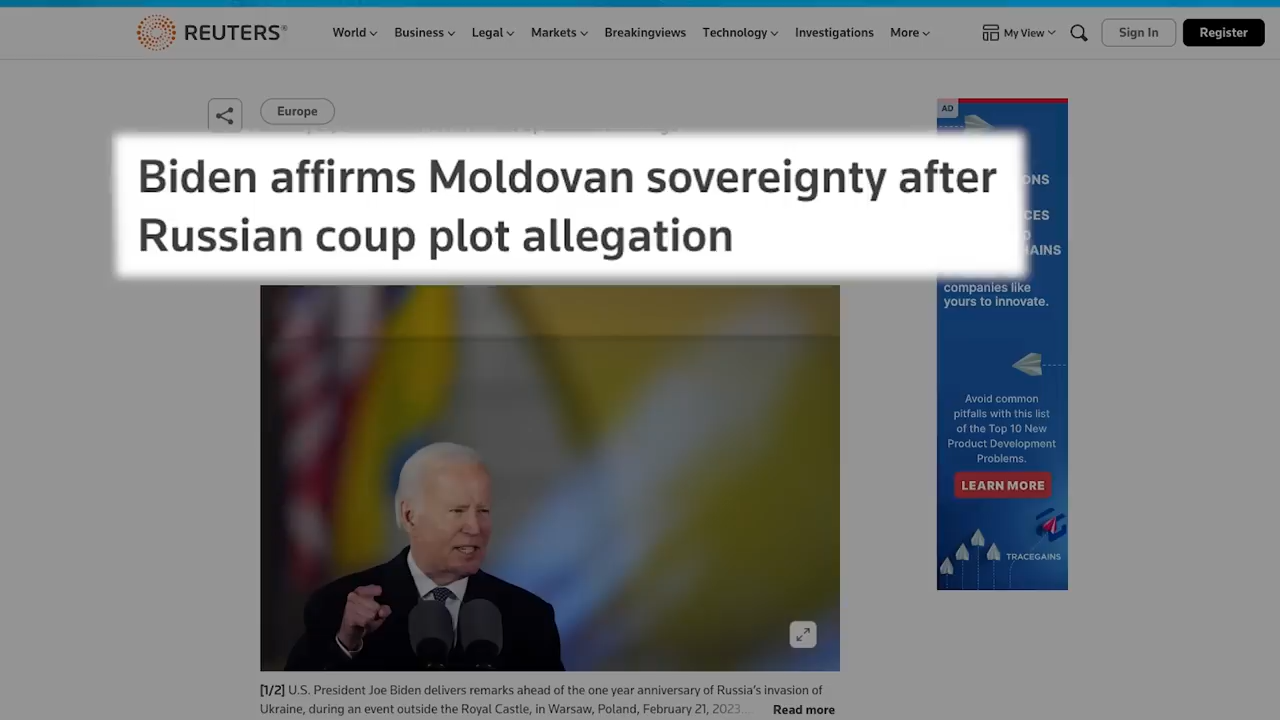 REUTERS®
World
Business
Legal
Markets
Breakingviews
Technology
Investigations
More
My View
Sign In
Register
Europe
Biden affirms Moldovan sovereignty after
Russian coup plot allegation
AD
companies like
yours to innovate.
Avoid common
pitfalls with this list
of the Top 10 New
Product Development
Problems.
LEARN MORE
TRACEGAINS
[1/2] U.S. President Joe Biden delivers remarks ahead of the one year anniversary of Russia's invasion of
Ukraine, during an event outside the Royal Castle, in Warsaw, Poland, February 21, 2023... Read more